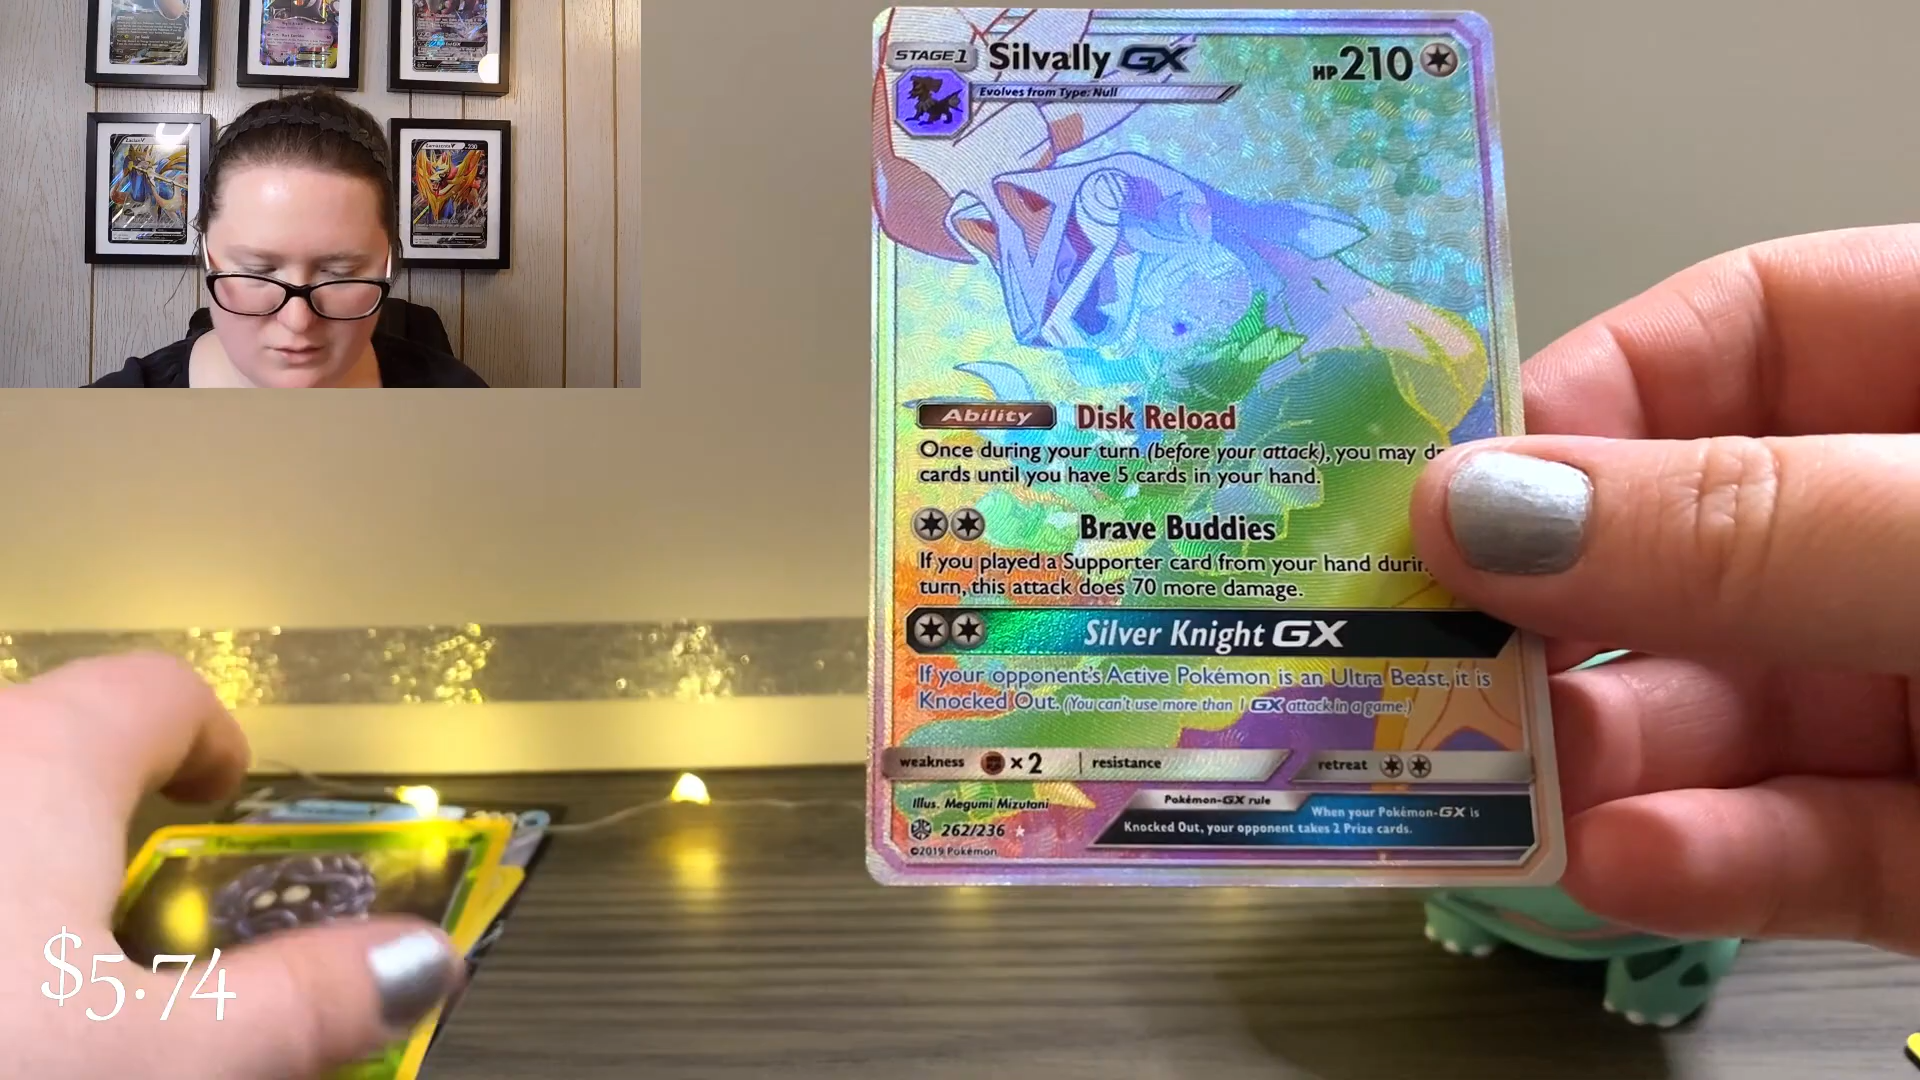 STAGE 1 Silvally GX HP 210
Evolves from Type: Null
Ability Disk Reload
Once during your turn (before your attack), you may dr
cards until you have 5 cards in your hand.
Brave Buddies
If you played a Supporter card from your hand durin
turn, this attack does 70 more damage.
Silver Knight GX
If your opponent's Active Pokémon is an Ultra Beast, it is
Knocked Out. (You can't use more than 1 GX attack in a game.)
weakness × 2 resistance retreat
Illus. Megumi Mizutani
Pokémon-GX rule
When your Pokémon-GX is
Knocked Out, your opponent takes 2 Prize cards.
262/236
©2019 Pokémon
$5.74